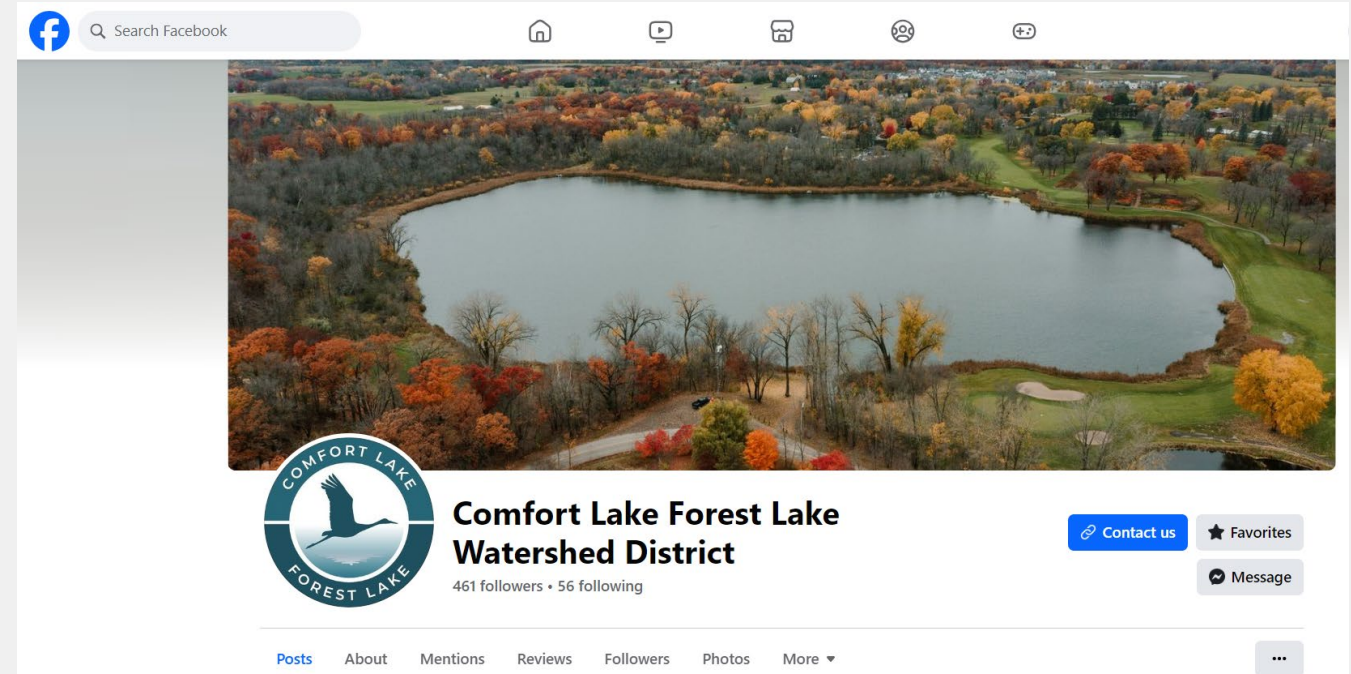 Search Facebook
COMFORT LAKE
FOREST LAKE
Comfort Lake Forest Lake
Watershed District
461 followers • 56 following
Contact us
Favorites
Message
Posts
About
Mentions
Reviews
Followers
Photos
More